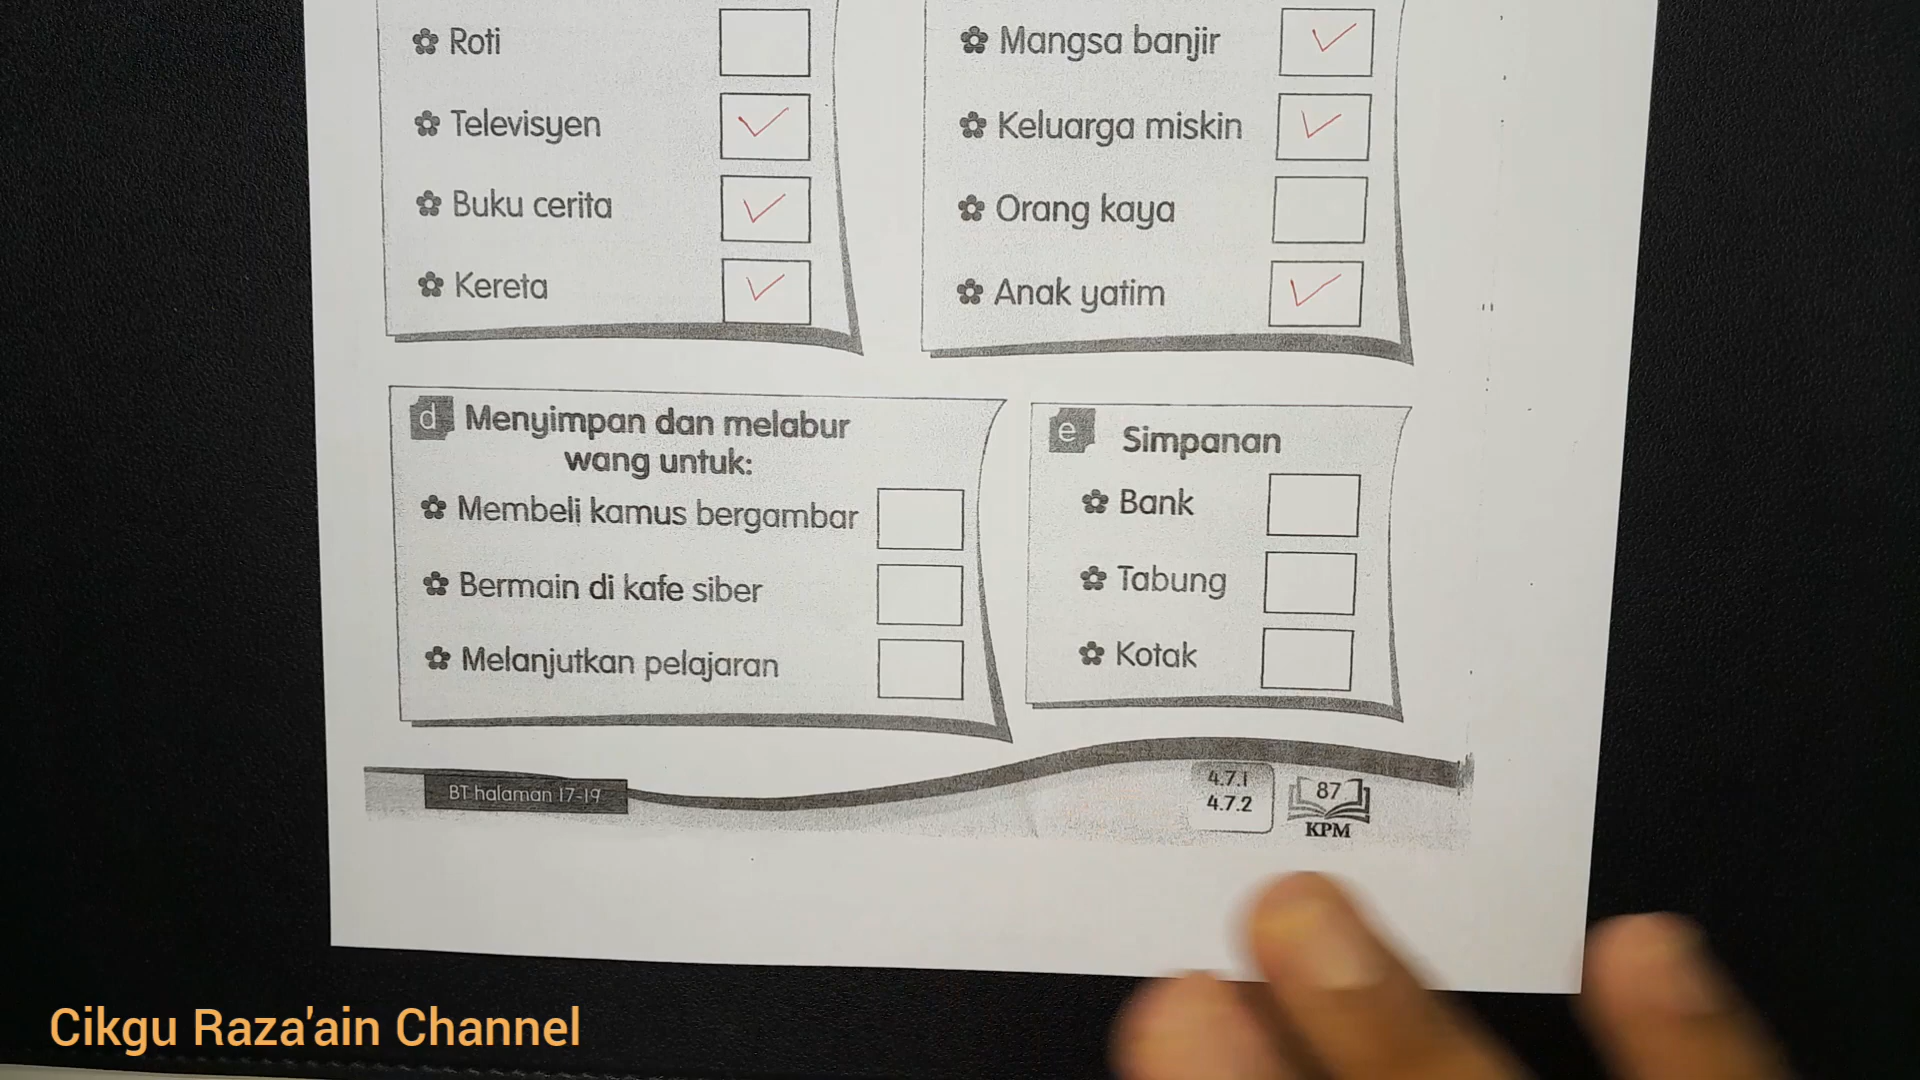 Roti
Televisyen
Buku cerita
Kereta
Mangsa banjir
Keluarga miskin
Orang kaya
Anak yatim
d Menyimpan dan melabur
wang untuk:
Membeli kamus bergambar
Bermain di kafe siber
Melanjutkan pelajaran
e Simpanan
Bank
Tabung
Kotak
BT halaman 17-19
4.7.1
4.7.2
87
KPM
Cikgu Raza'ain Channel